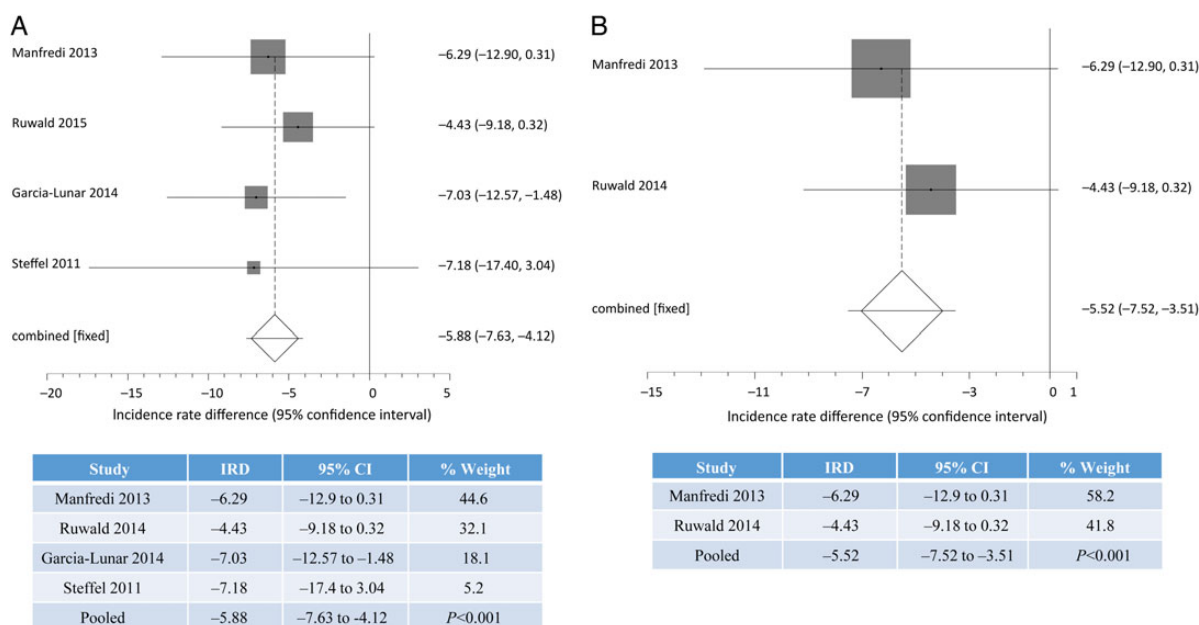 A
Manfredi 2013 −6.29 (−12.90, 0.31)
Ruwald 2015 −4.43 (−9.18, 0.32)
Garcia-Lunar 2014 −7.03 (−12.57, −1.48)
Steffel 2011 −7.18 (−17.40, 3.04)
combined [fixed] −5.88 (−7.63, −4.12)
−20 −15 −10 −5 0 5
Incidence rate difference (95% confidence interval)
Study IRD 95% CI % Weight
Manfredi 2013 −6.29 −12.9 to 0.31 44.6
Ruwald 2014 −4.43 −9.18 to 0.32 32.1
Garcia-Lunar 2014 −7.03 −12.57 to −1.48 18.1
Steffel 2011 −7.18 −17.4 to 3.04 5.2
Pooled −5.88 −7.63 to -4.12 P<0.001
B
Manfredi 2013 −6.29 (−12.90, 0.31)
Ruwald 2014 −4.43 (−9.18, 0.32)
combined [fixed] −5.52 (−7.52, −3.51)
−15 −11 −7 −3 0 1
Incidence rate difference (95% confidence interval)
Study IRD 95% CI % Weight
Manfredi 2013 −6.29 −12.9 to 0.31 58.2
Ruwald 2014 −4.43 −9.18 to 0.32 41.8
Pooled −5.52 −7.52 to −3.51 P<0.001